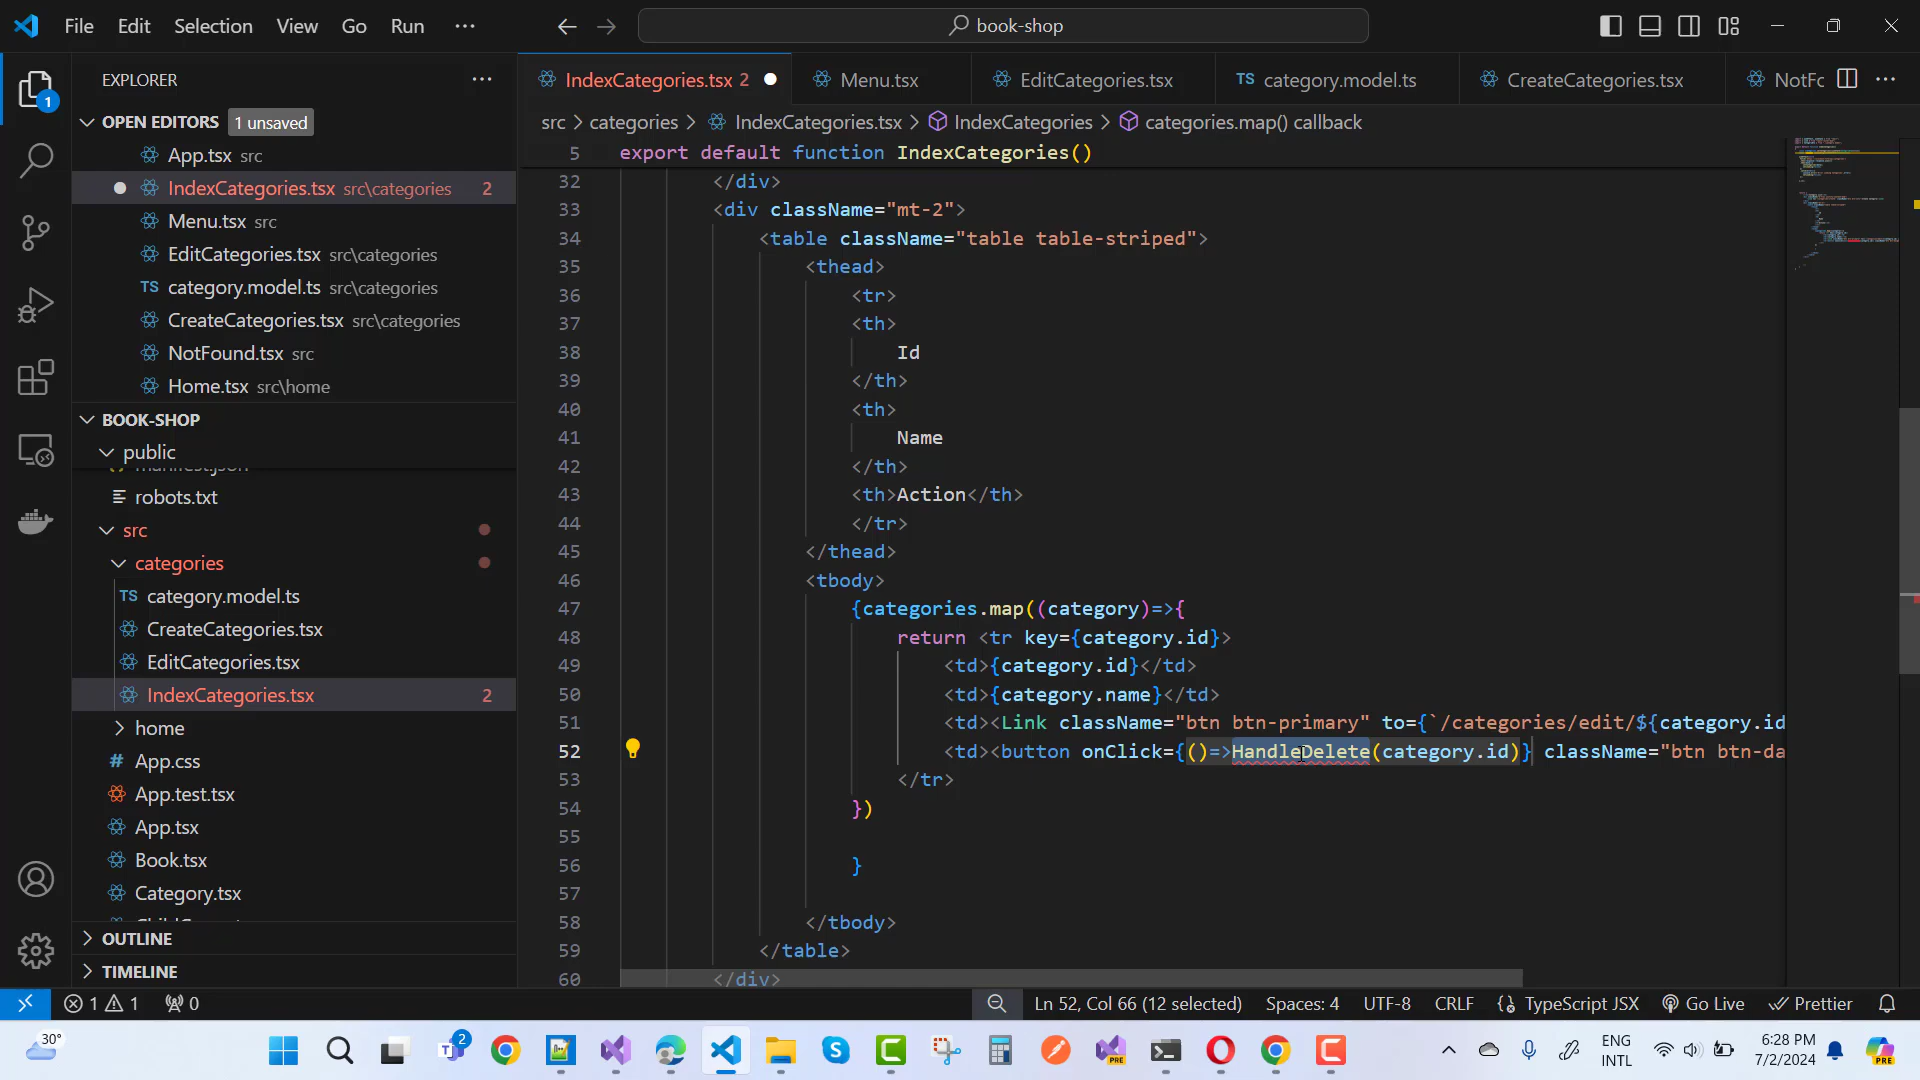 File Edit Selection View Go Run ···
book-shop
EXPLORER
OPEN EDITORS 1 unsaved
App.tsx src
IndexCategories.tsx src\categories 2
Menu.tsx src
EditCategories.tsx src\categories
TS category.model.ts src\categories
CreateCategories.tsx src\categories
NotFound.tsx src
Home.tsx src\home
BOOK-SHOP
public
manifest.json
robots.txt
src
categories
TS category.model.ts
CreateCategories.tsx
EditCategories.tsx
IndexCategories.tsx 2
home
# App.css
App.test.tsx
App.tsx
Book.tsx
Category.tsx
OUTLINE
TIMELINE
1
IndexCategories.tsx 2
Menu.tsx
EditCategories.tsx
TS category.model.ts
CreateCategories.tsx
NotFc
src > categories > IndexCategories.tsx > IndexCategories > categories.map() callback
5 export default function IndexCategories()
32 </div>
33 <div className="mt-2">
34 <table className="table table-striped">
35 <thead>
36 <tr>
37 <th>
38 Id
39 </th>
40 <th>
41 Name
42 </th>
43 <th>Action</th>
44 </tr>
45 </thead>
46 <tbody>
47 {categories.map((category)=>{
48 return <tr key={category.id}>
49 <td>{category.id}</td>
50 <td>{category.name}</td>
51 <td><Link className="btn btn-primary" to={`/categories/edit/${category.id
52 <td><button onClick={()=>HandleDelete(category.id)} className="btn btn-da
53 </tr>
54 })
55
56 }
57
58 </tbody>
59 </table>
60 </div>
1 1 0
Ln 52, Col 66 (12 selected) Spaces: 4 UTF-8 CRLF TypeScript JSX Go Live Prettier
30°
2
PRE
ENG
INTL
6:28 PM
7/2/2024
PRE